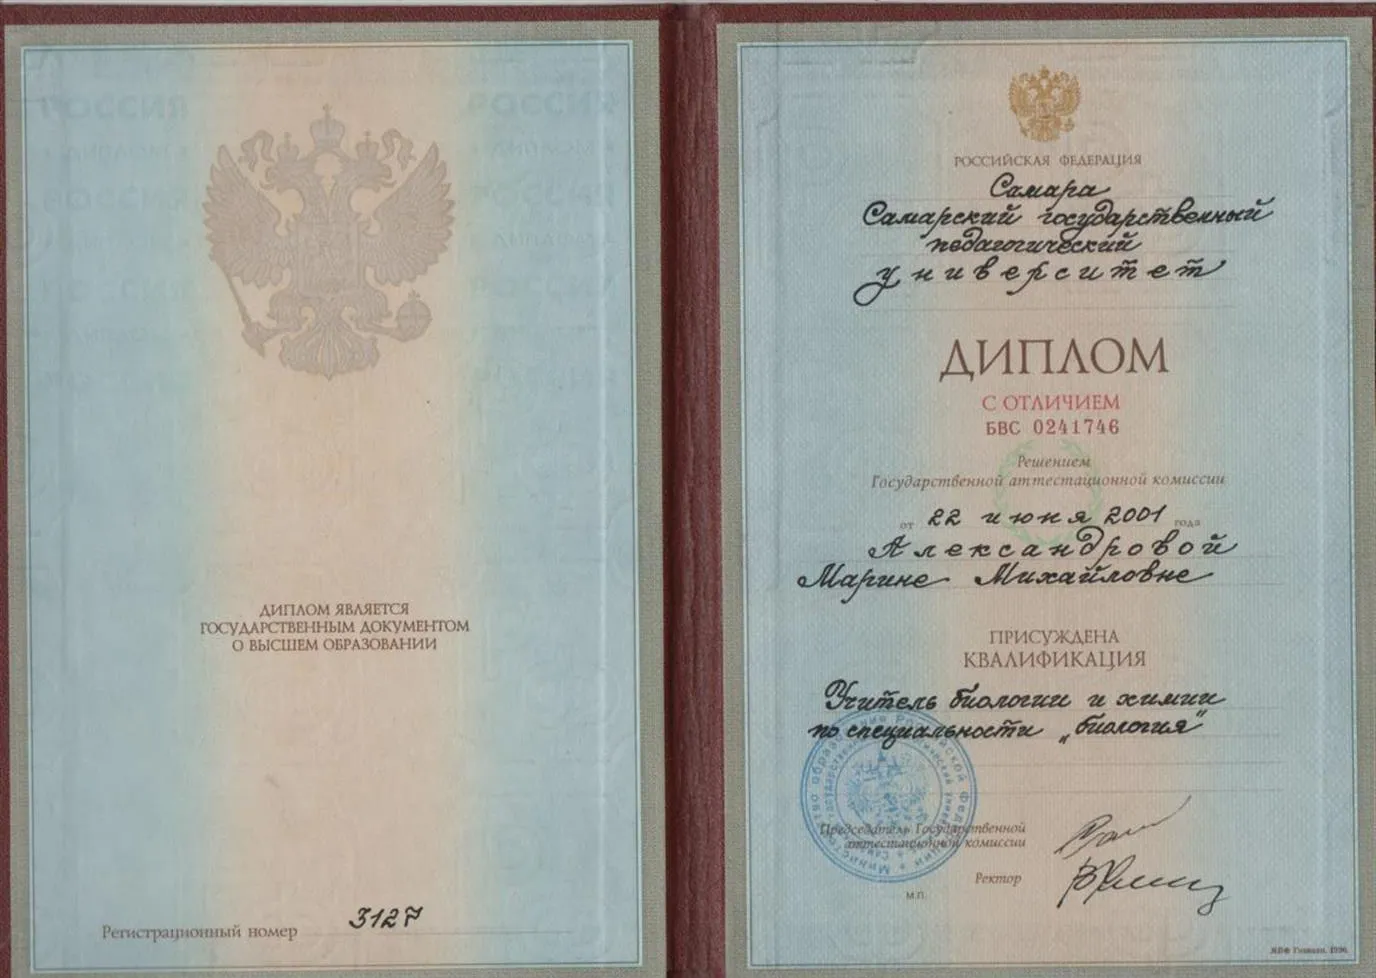 ДИПЛОМ ЯВЛЯЕТСЯ
ГОСУДАРСТВЕННЫМ ДОКУМЕНТОМ
О ВЫСШЕМ ОБРАЗОВАНИИ
Регистрационный номер 3127
РОССИЙСКАЯ ФЕДЕРАЦИЯ
Самара
Самарский государственный
педагогический
университет
ДИПЛОМ
С ОТЛИЧИЕМ
БВС 0241746
Решением
Государственной аттестационной комиссии
от 22 июня 2001 года
Александровой
Марине Михайловне
ПРИСУЖДЕНА
КВАЛИФИКАЦИЯ
Учитель биологии и химии
по специальности „биология"
Председатель Государственной
аттестационной комиссии
Ректор
М.П.